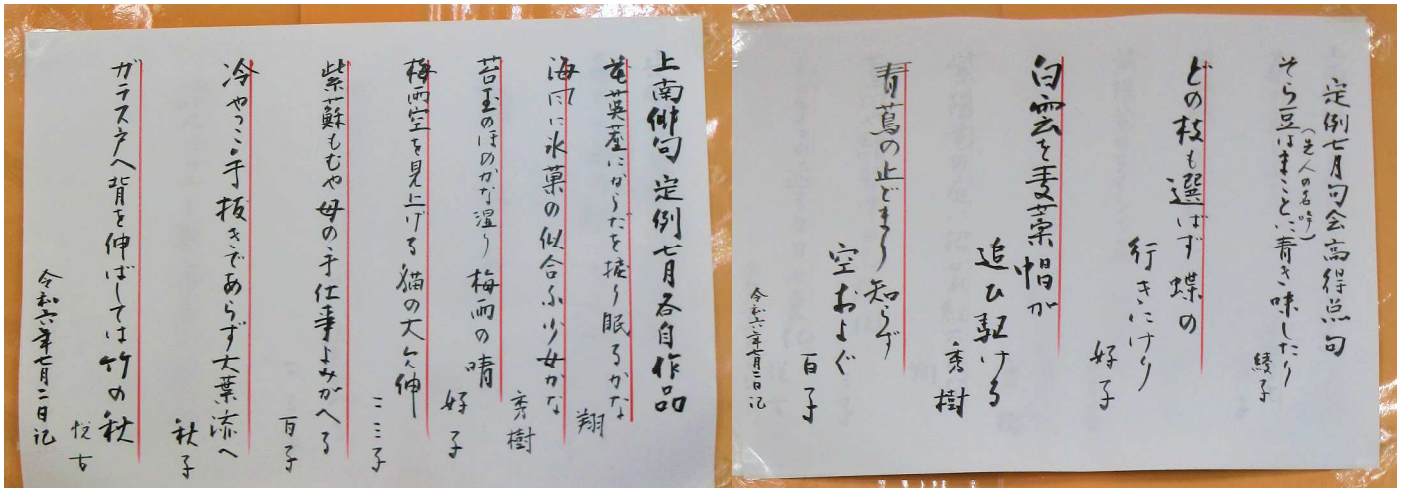 上南俳句 定例七月各自作品
花茣蓙にからだを捩り眠るかな
翔
海風に氷菓の似合ふ少女かな
秀樹
苔玉のほのかな湿り梅雨の晴
好子
梅雨空を見上げる猫の大欠伸
ミミ子
紫蘇もむや母の手仕事よみがへる
百子
冷やっこ手抜きであらず大葉添へ
秋子
ガラス戸へ背を伸ばしては竹の秋
令和六年七月二日記
定例七月句会高得点句
(先人の名吟)
そら豆はまことに青き味したり
綾子
どの枝も選ばず蝶の
行きにけり
好子
白雲を麦藁帽が
追ひ駆ける
秀樹
青蔦の止どまり知らず
空およぐ
百子
令和六年七月二日記